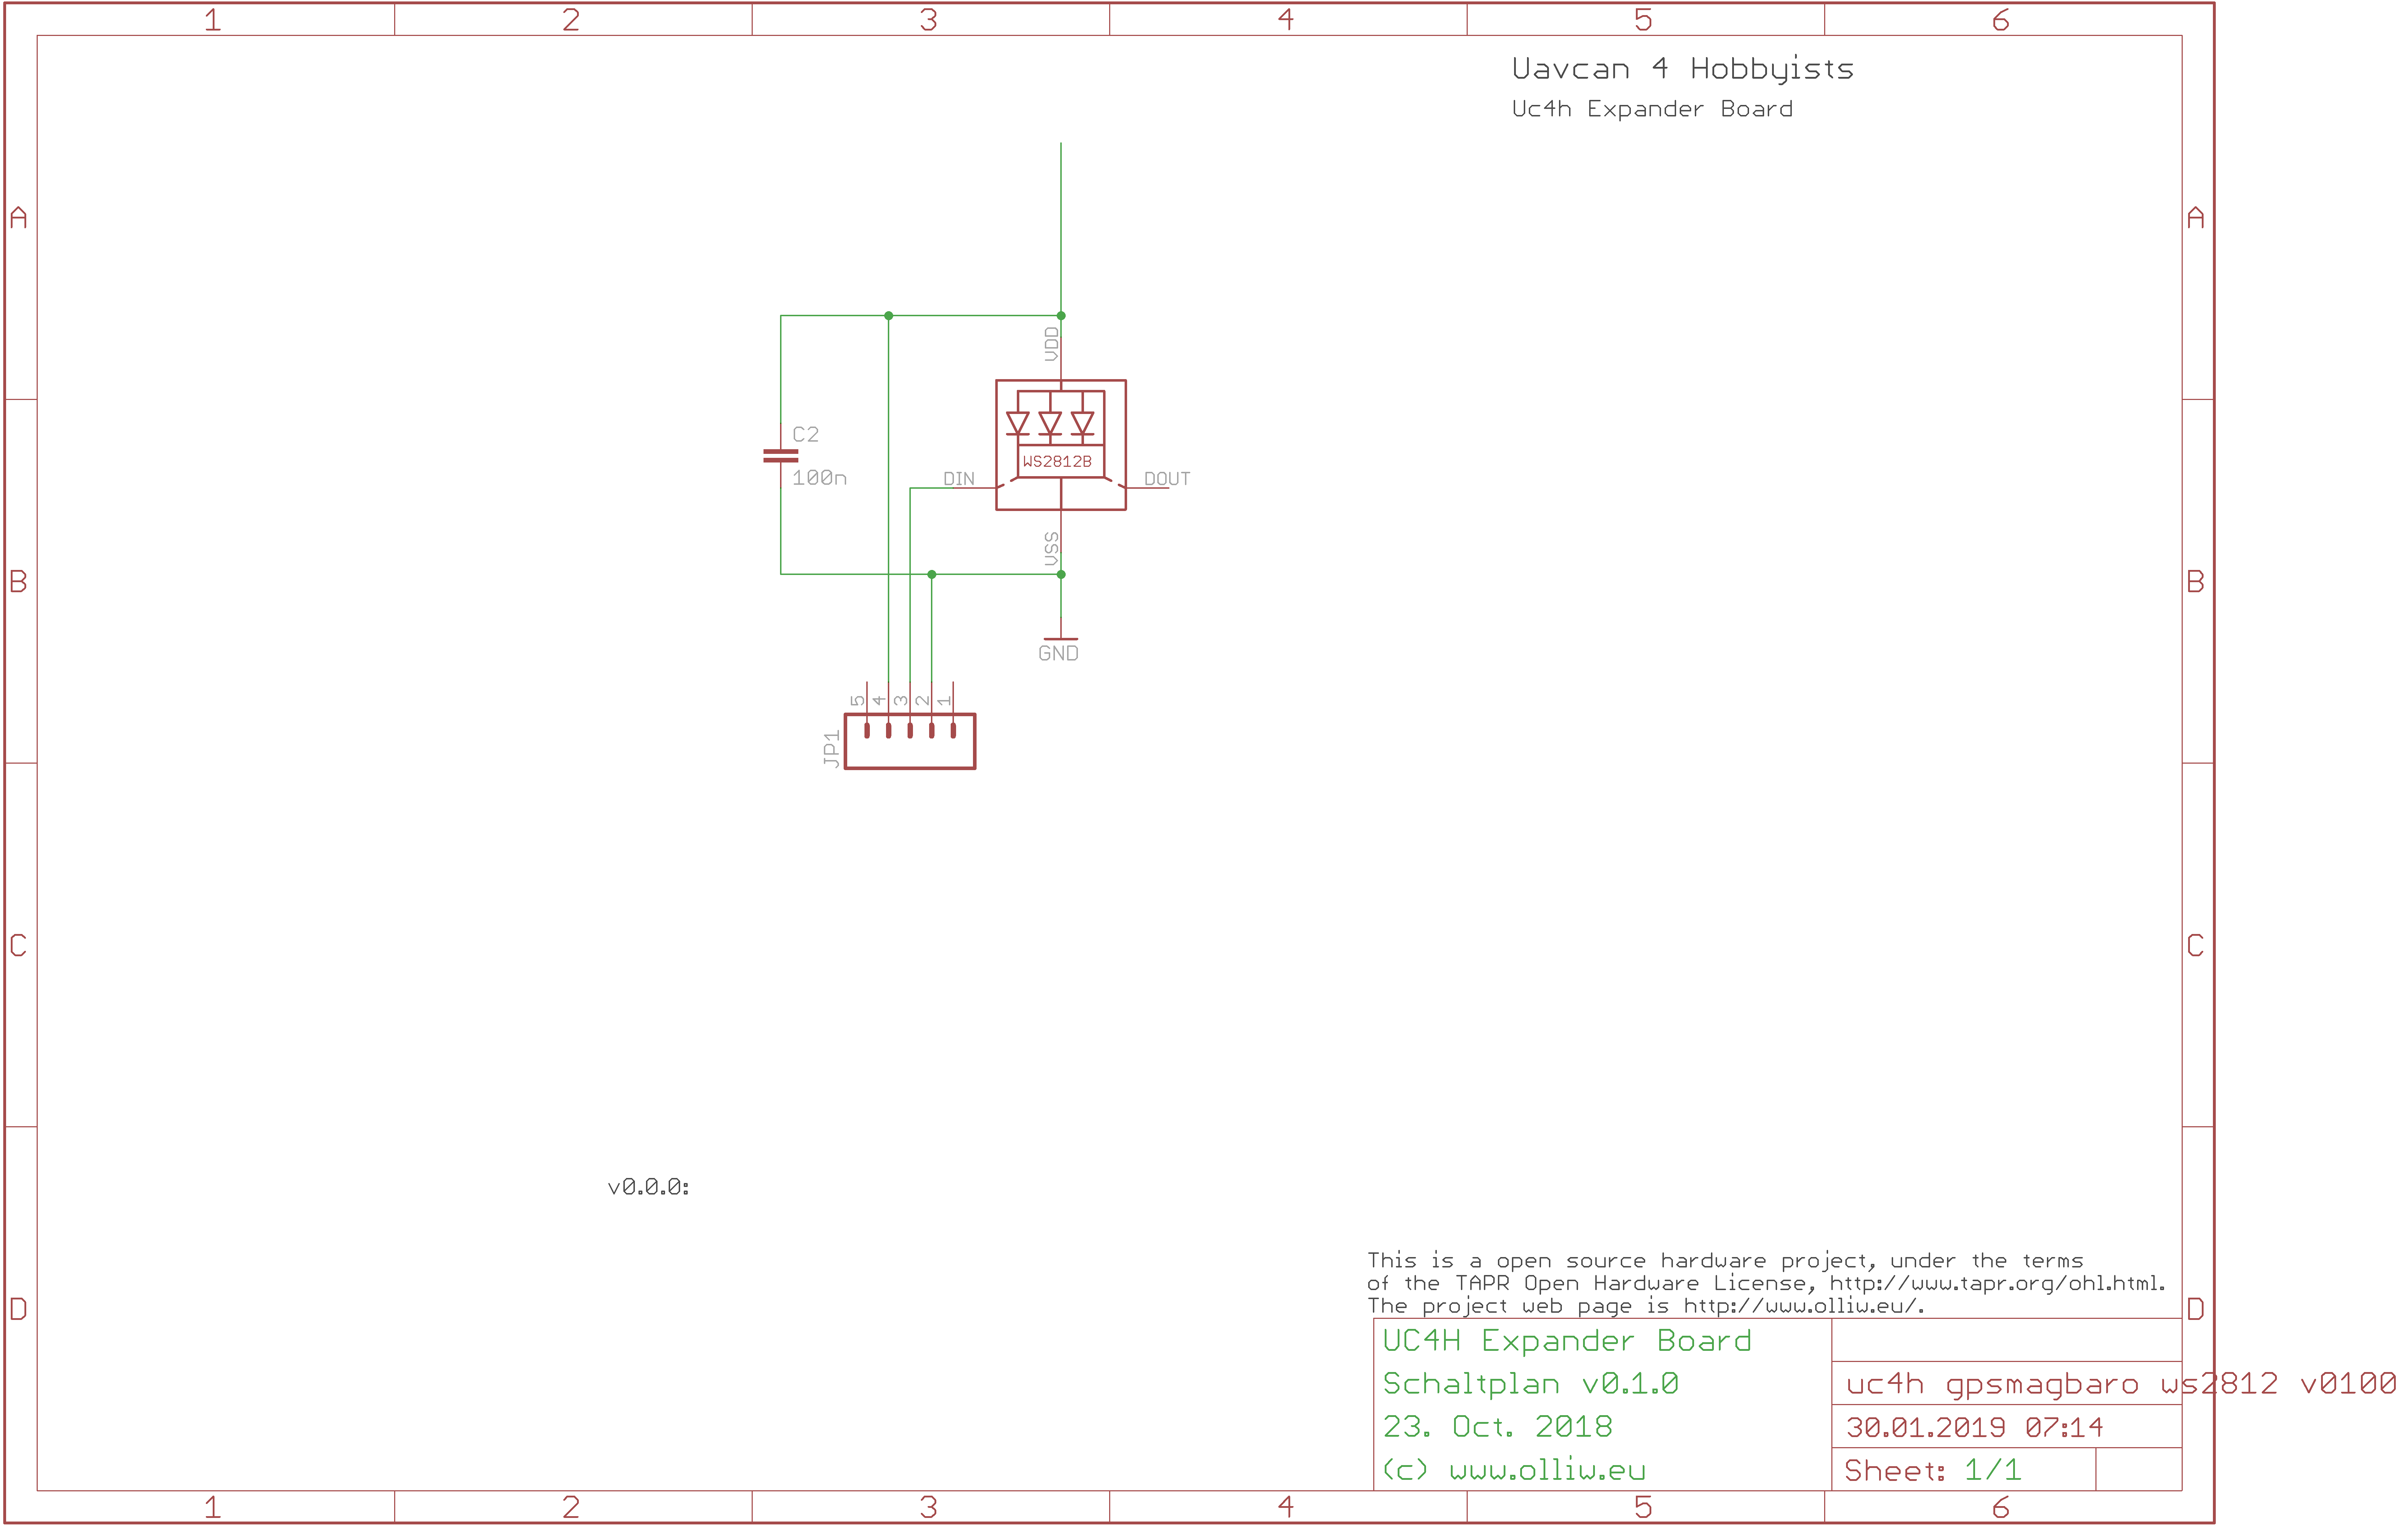 1 2 3 4 5 6
Uavcan 4 Hobbyists
Uc4h Expander Board
A A
VDD
C2
WS2812B
100n
DIN DOUT
VSS
B B
GND
5 4 3 2 1
JP1
C C
v0.0.0:
This is a open source hardware project, under the terms
of the TAPR Open Hardware License, http://www.tapr.org/ohl.html.
The project web page is http://www.olliw.eu/.
D D
UC4H Expander Board
Schaltplan v0.1.0
uc4h gpsmagbaro ws2812 v0100
23. Oct. 2018
30.01.2019 07:14
(c) www.olliw.eu
Sheet: 1/1
1 2 3 4 5 6